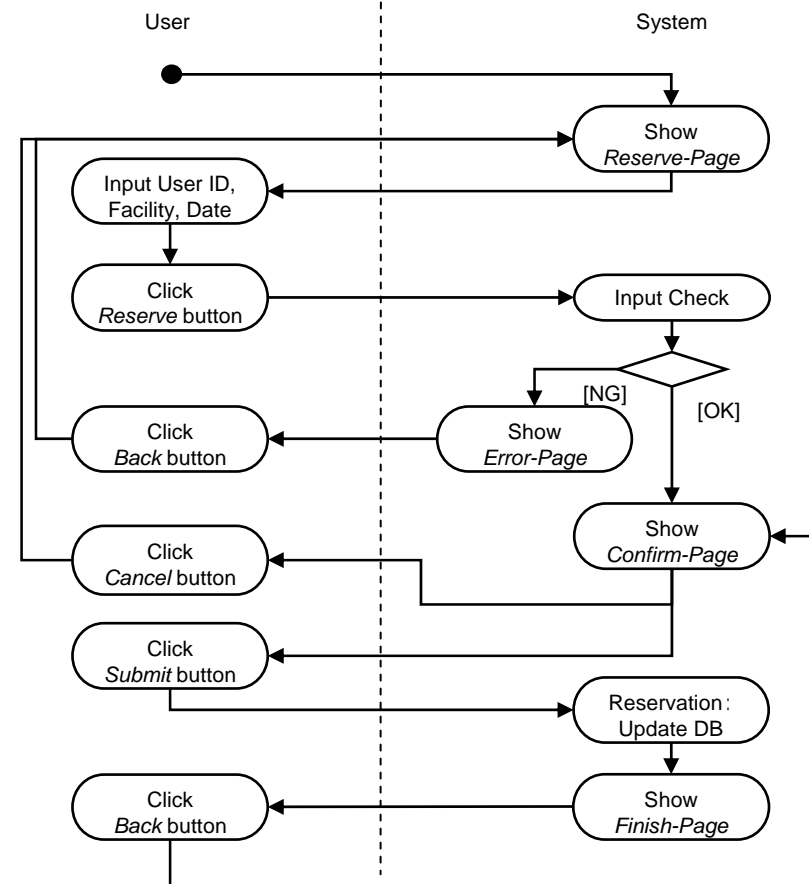 User
System
Show
Reserve-Page
Input User ID,
Facility, Date
Click
Reserve button
Input Check
[NG]
[OK]
Click
Back button
Show
Error-Page
Show
Confirm-Page
Click
Cancel button
Click
Submit button
Reservation:
Update DB
Click
Back button
Show
Finish-Page